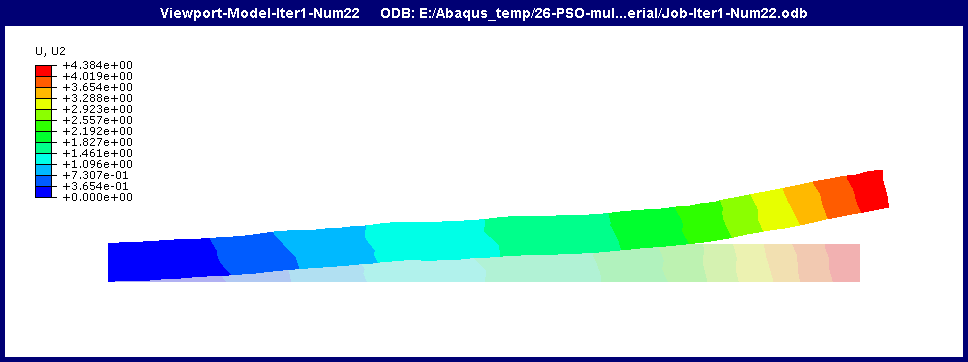 Viewport-Model-Iter1-Num22 ODB: E:/Abaqus_temp/26-PSO-mul...erial/Job-Iter1-Num22.odb
U, U2
+4.384e+00
+4.019e+00
+3.654e+00
+3.288e+00
+2.923e+00
+2.557e+00
+2.192e+00
+1.827e+00
+1.461e+00
+1.096e+00
+7.307e-01
+3.654e-01
+0.000e+00